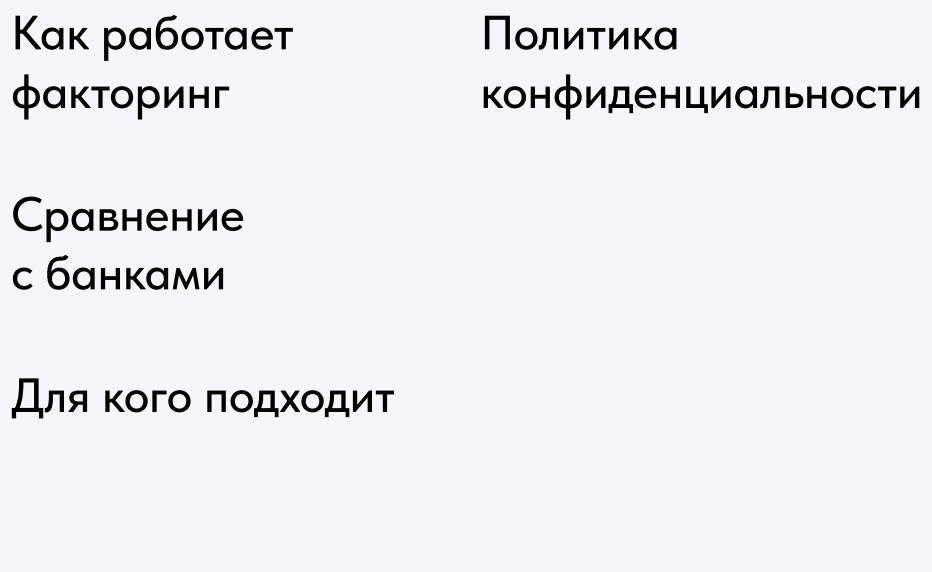 Как работает
факторинг
Сравнение
с банками
Для кого подходит
Политика
конфиденциальности